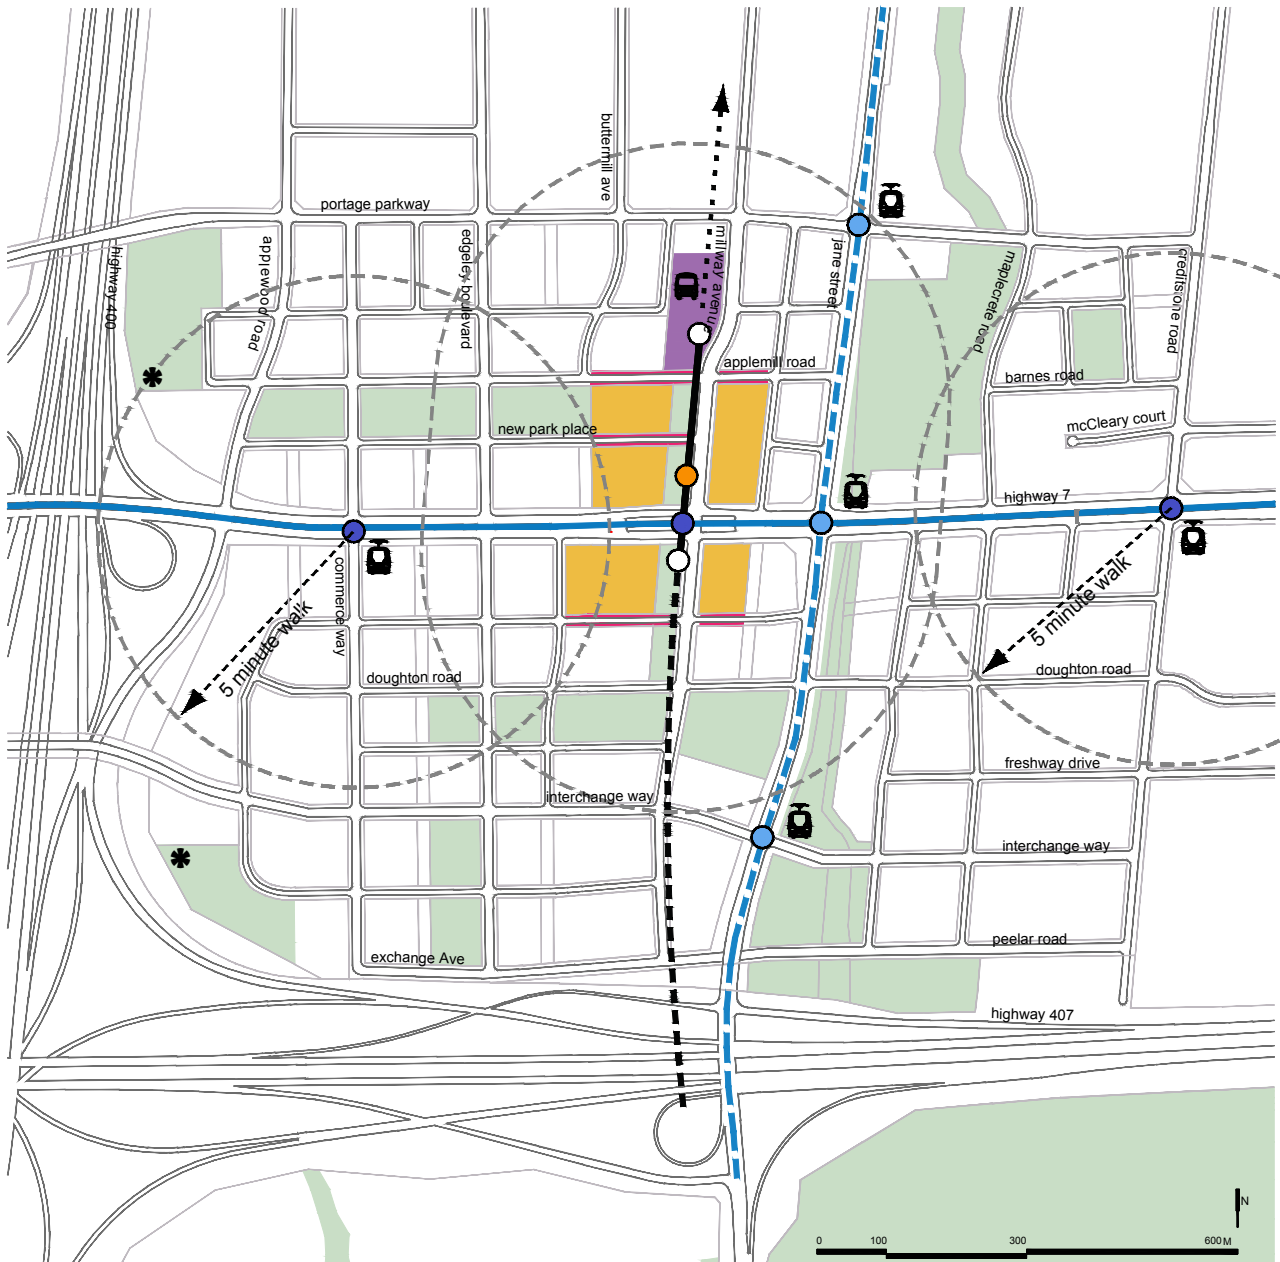 buttermill ave
portage parkway
highway 400
applewood road
edgeley boulevard
millway avenue
jane street
maplecrete road
creditstone road
applemill road
barnes road
new park place
mcCleary court
highway 7
commerce way
5 minute walk
5 minute walk
doughton road
doughton road
freshway drive
interchange way
interchange way
exchange Ave
peelar road
highway 407
N
0 100 300 600 M